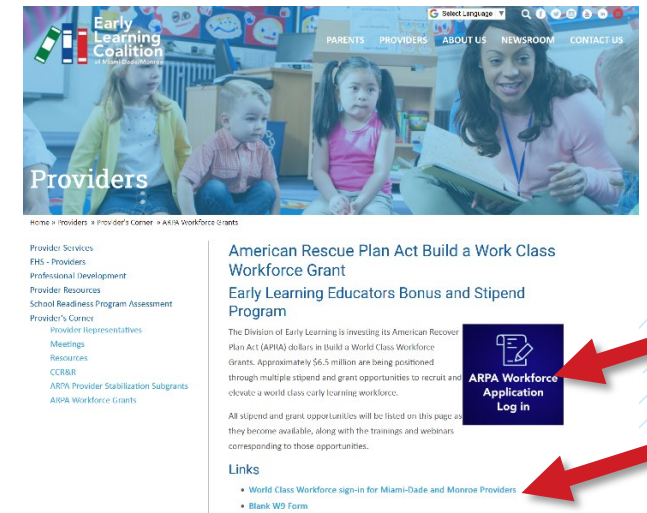 Early
Learning
Coalition
of Miami-Dade/Monroe
Select Language
PARENTS PROVIDERS ABOUT US NEWSROOM CONTACT US
Providers
Home » Providers » Provider's Corner » ARPA Workforce Grants
Provider Services
EHS - Providers
Professional Development
Provider Resources
School Readiness Program Assessment
Provider's Corner
Provider Representatives
Meetings
Resources
CCR&R
ARPA Provider Stabilization Subgrants
ARPA Workforce Grants
American Rescue Plan Act Build a Work Class
Workforce Grant
Early Learning Educators Bonus and Stipend
Program
The Division of Early Learning is investing its American Recover
Plan Act (APRA) dollars in Build a World Class Workforce
Grants. Approximately $6.5 million are being positioned
through multiple stipend and grant opportunities to recruit and
elevate a world class early learning workforce.
ARPA Workforce
Application
Log in
All stipend and grant opportunities will be listed on this page as
they become available, along with the trainings and webinars
corresponding to those opportunities.
Links
• World Class Workforce sign-in for Miami-Dade and Monroe Providers
• Blank W9 Form